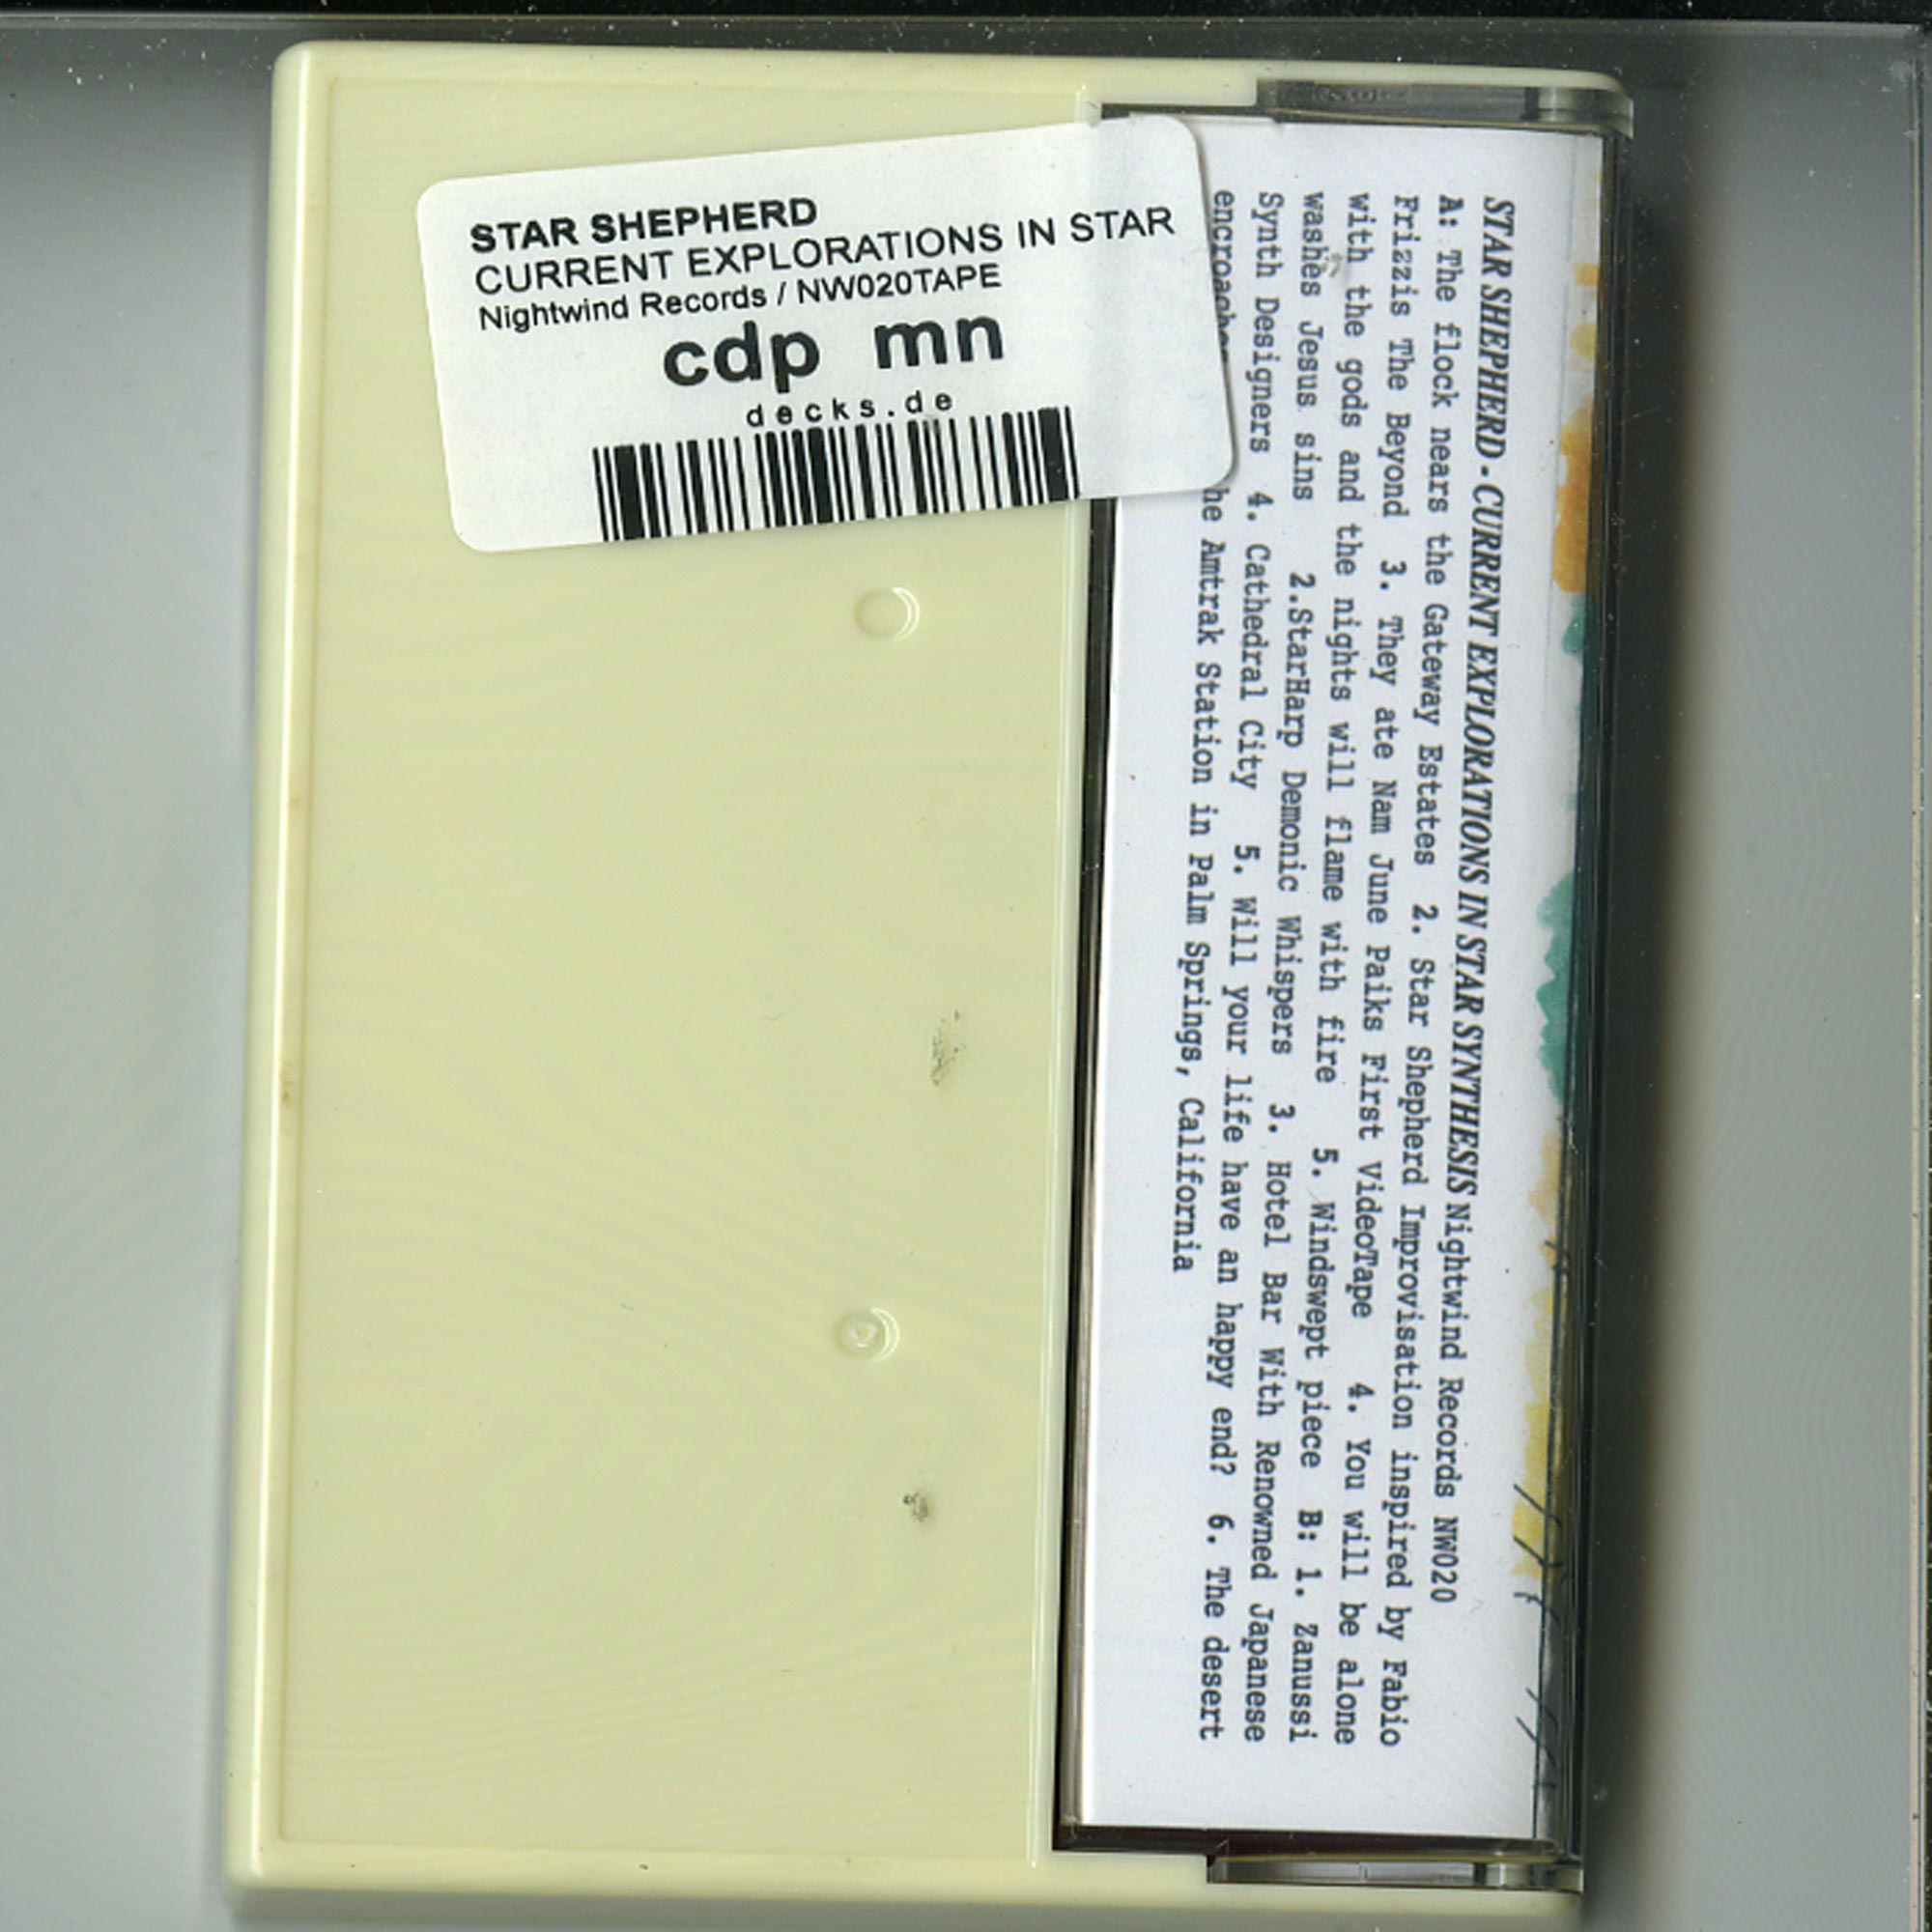 STAR SHEPHERD
CURRENT EXPLORATIONS IN STAR
Nightwind Records / NW020TAPE
cdp mn
decks.de
STAR SHEPHERD - CURRENT EXPLORATIONS IN STAR SYNTHESIS Nightwind Records NW020
A: The flock nears the Gateway Estates 2. Star Shepherd Improvisation inspired by Fabio
Frizzis The Beyond 3. They ate Nam June Paiks First VideoTape 4. You will be alone
with the gods and the nights will flame with fire 5. Windswept piece B: 1. Zanussi
washes Jesus sins 2.StarHarp Demonic Whispers 3. Hotel Bar With Renowned Japanese
Synth Designers 4. Cathedral City 5. Will your life have an happy end? 6. The desert
Amtrak Station in Palm Springs, California